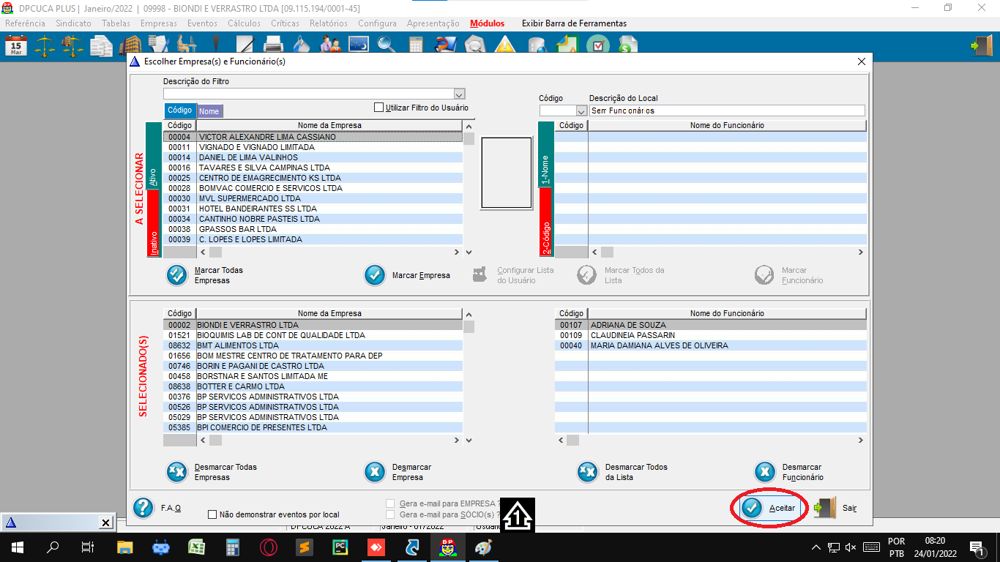 DPCUCA PLUS| Janeiro/2022 | 09998 - BIONDI E VERRASTRO LTDA [09.115.194/0001-45]
Referência Sindicato Tabelas Empresas Eventos Cálculos Críticas Relatórios Configura Apresentação Módulos Exibir Barra de Ferramentas
15
Mar
Escolher Empresa(s) e Funcionário(s)
Descrição do Filtro
Utilizar Filtro do Usuário
Código Nome
Código Descrição do Local
Sem Funcionários
A SELECIONAR
Ativo
Inativo
Código Nome da Empresa
00004 VICTOR ALEXANDRE LIMA CASSIANO
00011 VIGNADO E VIGNADO LIMITADA
00014 DANIEL DE LIMA VALINHOS
00016 TAVARES E SILVA CAMPINAS LTDA
00025 CENTRO DE EMAGRECIMENTO KS LTDA
00028 BOMVAC COMERCIO E SERVICOS LTDA
00030 MVL SUPERMERCADO LTDA
00031 HOTEL BANDEIRANTES SS LTDA
00034 CANTINHO NOBRE PASTEIS LTDA
00038 GPASSOS BAR LTDA
00039 C. LOPES E LOPES LIMITADA
1-Nome
2-Código
Código Nome do Funcionário
Marcar Todas
Empresas
Marcar Empresa
Configurar Lista
do Usuário
Marcar Todos da
Lista
Marcar
Funcionário
SELECIONADO(S)
Código Nome da Empresa
00002 BIONDI E VERRASTRO LTDA
01521 BIOQUIMIS LAB DE CONT DE QUALIDADE LTDA
08632 BMT ALIMENTOS LTDA
01656 BOM MESTRE CENTRO DE TRATAMENTO PARA DEP
00746 BORIN E PAGANI DE CASTRO LTDA
00458 BORSTNAR E SANTOS LIMITADA ME
08638 BOTTER E CARMO LTDA
00376 BP SERVICOS ADMINISTRATIVOS LTDA
00526 BP SERVICOS ADMINISTRATIVOS LTDA
05029 BP SERVICOS ADMINISTRATIVOS LTDA
05385 BPI COMERCIO DE PRESENTES LTDA
Código Nome do Funcionário
00107 ADRIANA DE SOUZA
00109 CLAUDINEIA PASSARIN
00040 MARIA DAMIANA ALVES DE OLIVEIRA
Desmarcar Todas
Empresas
Desmarcar
Empresa
Desmarcar Todos
da Lista
Desmarcar
Funcionário
F.A.Q
Não demonstrar eventos por local
Gera e-mail para EMPRESA ?
Gera e-mail para SÓCIO(s) ?
1
Aceitar
Sair
DPCUCA 2022 A Janeiro - 01/2022
POR
PTB
08:20
24/01/2022
1